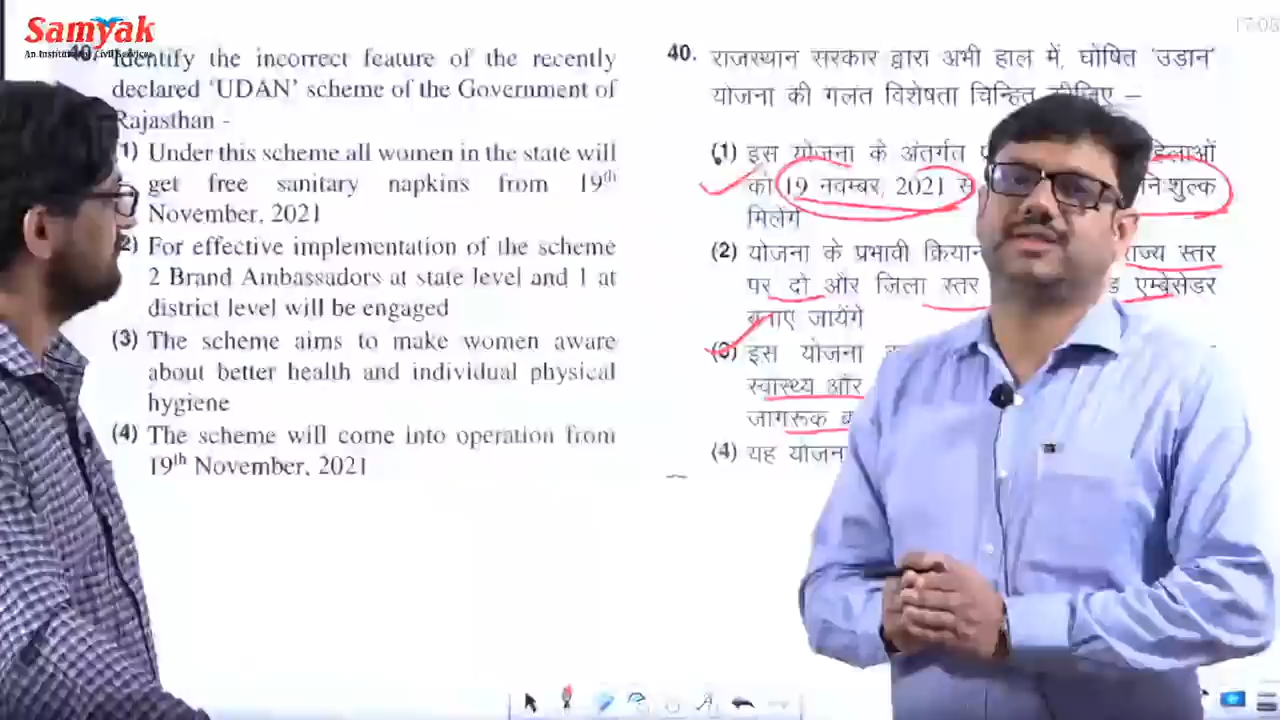 Samyak
An Institute For Civil Services
17:05
40. Identify the incorrect feature of the recently
declared 'UDAN' scheme of the Government of
Rajasthan -
(1) Under this scheme all women in the state will
get free sanitary napkins from 19th
November, 2021
(2) For effective implementation of the scheme
2 Brand Ambassadors at state level and 1 at
district level will be engaged
(3) The scheme aims to make women aware
about better health and individual physical
hygiene
(4) The scheme will come into operation from
19th November, 2021
40. राजस्थान सरकार द्वारा अभी हाल में, घोषित 'उड़ान'
योजना की गलत विशेषता चिन्हित कीजिए –
(1) इस योजना के अंतर्गत
को 19 नवम्बर, 2021 नि:शुल्क
मिलेंगे
(2) योजना के प्रभावी राज्य स्तर
पर दो और जिला स्तर एम्बेसेडर
बनाए जायेंगे
(3) इस योजना
स्वास्थ्य और
जागरूक
(4) यह